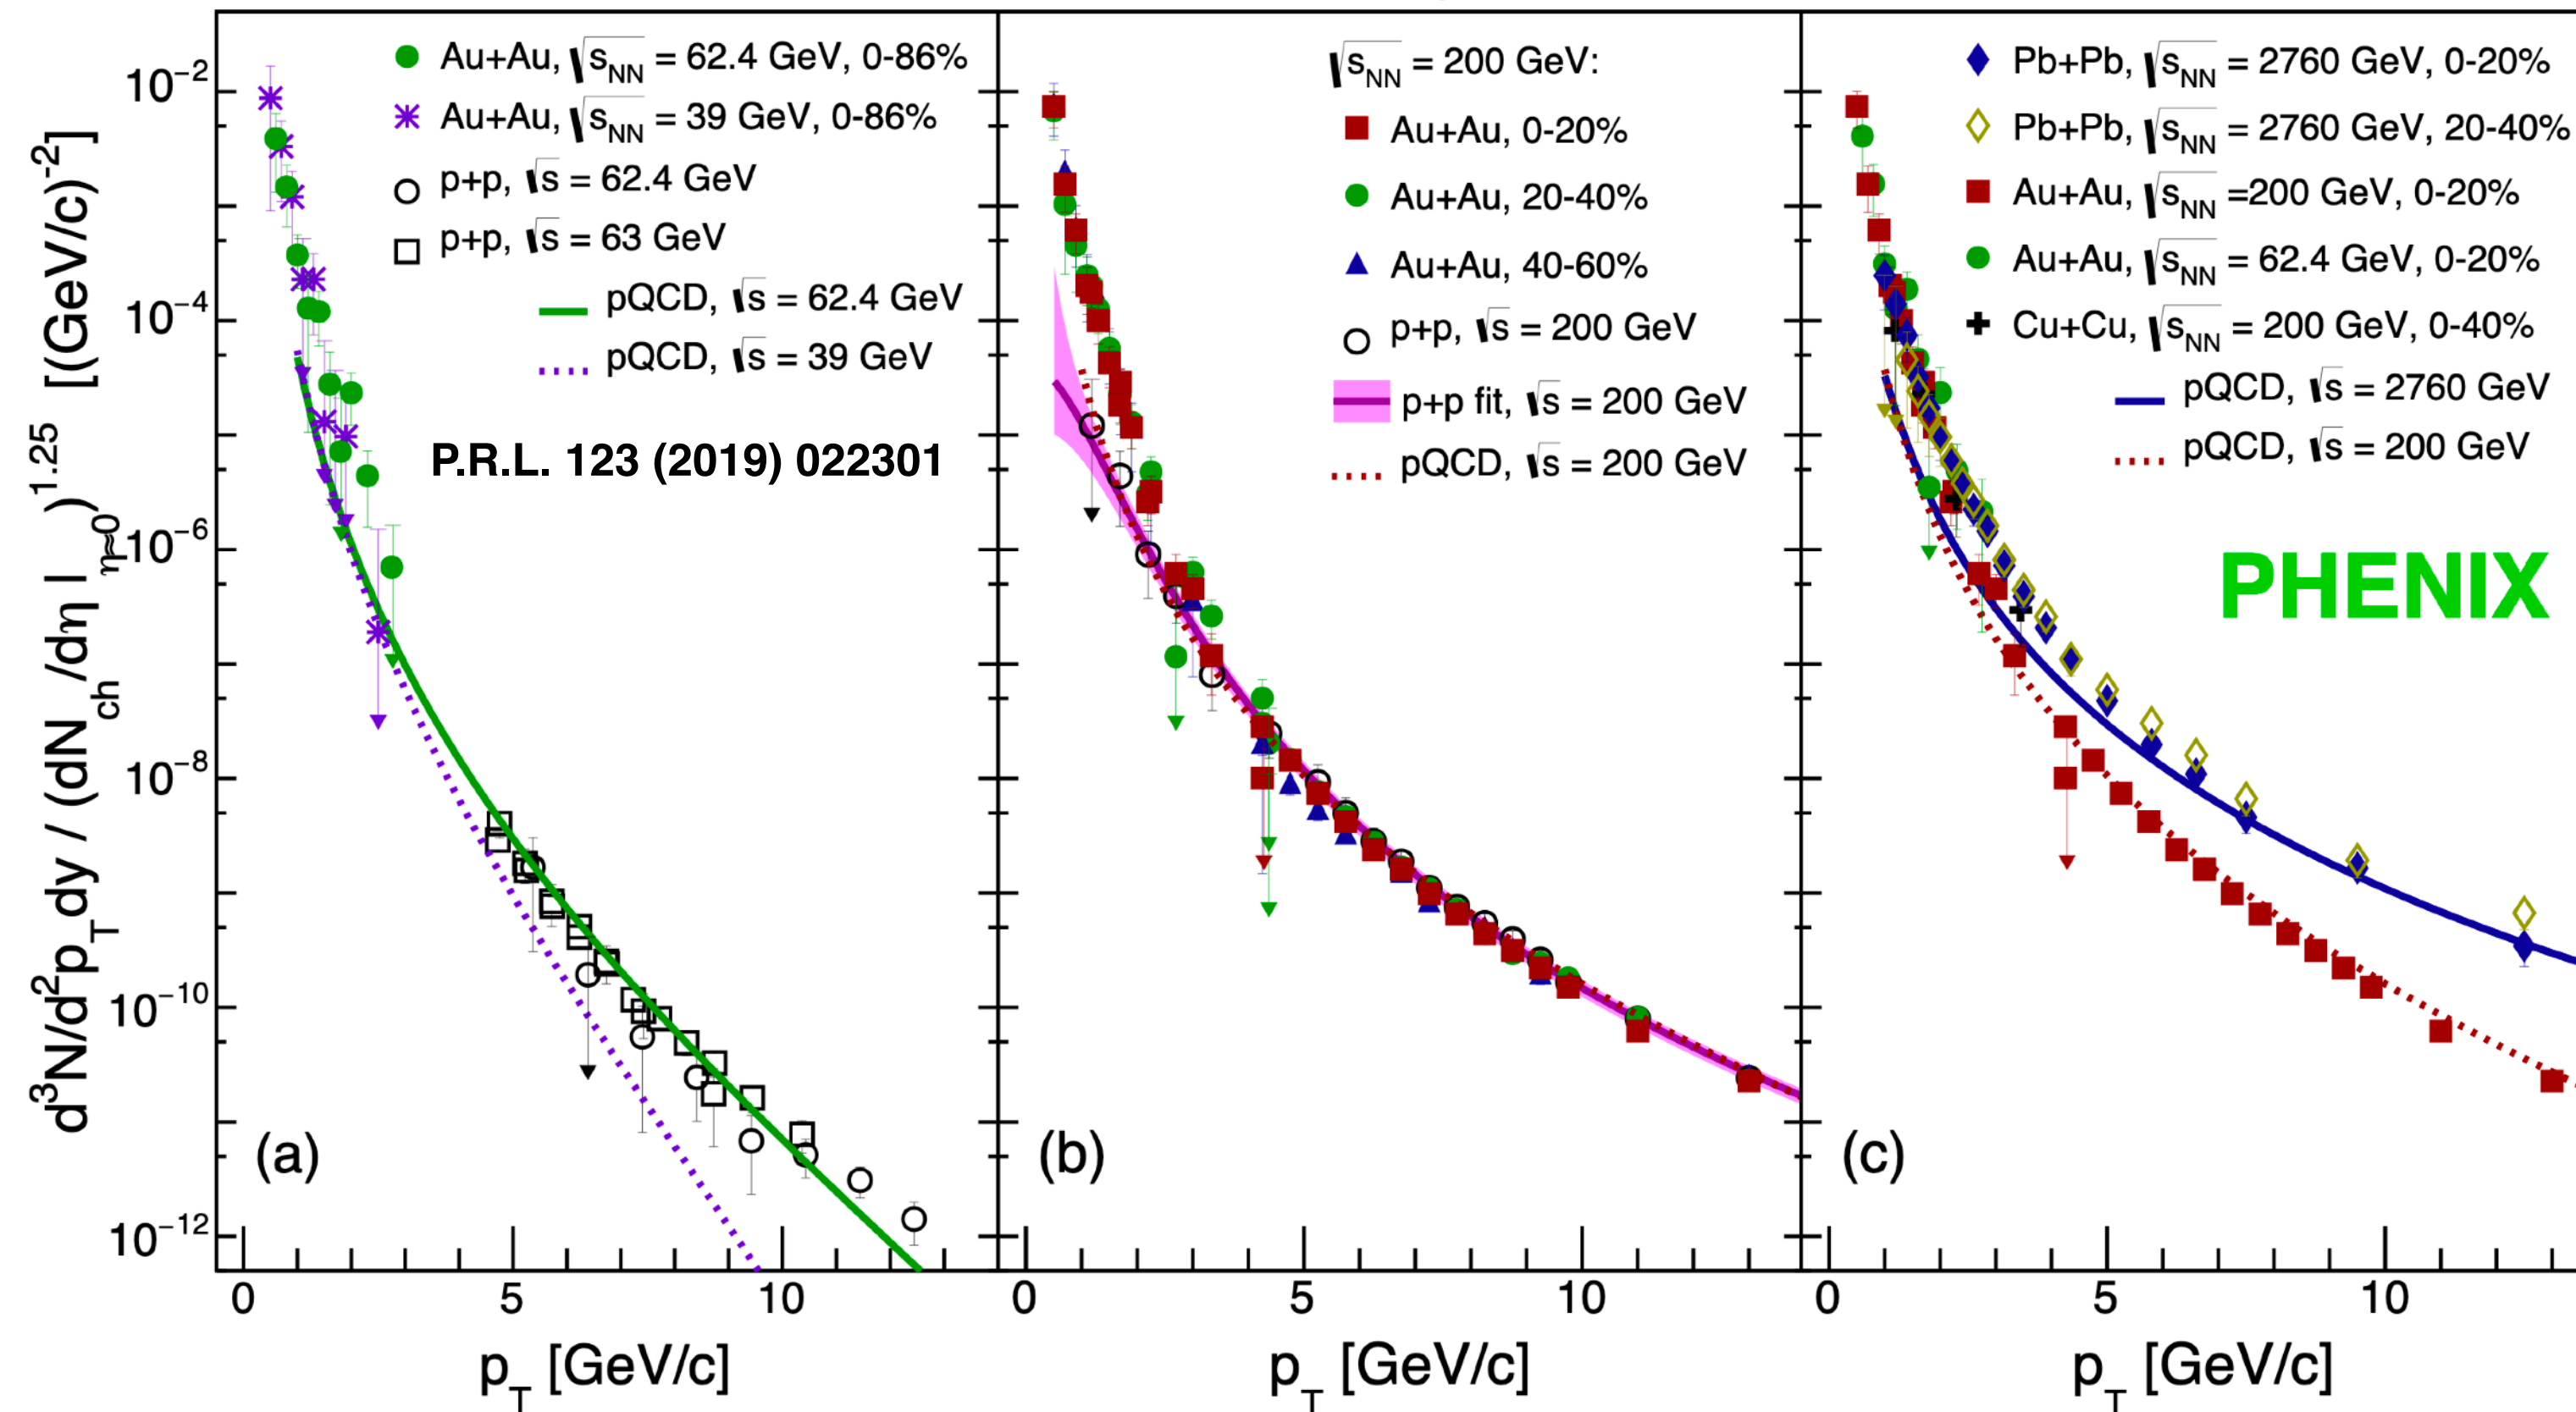 d³N/d²p_T dy / (dN_ch/dη |_η≈0)^1.25 [(GeV/c)⁻²]
10⁻²
10⁻⁴
10⁻⁶
10⁻⁸
10⁻¹⁰
10⁻¹²
Au+Au, √s_NN = 62.4 GeV, 0-86%
Au+Au, √s_NN = 39 GeV, 0-86%
p+p, √s = 62.4 GeV
p+p, √s = 63 GeV
pQCD, √s = 62.4 GeV
pQCD, √s = 39 GeV
P.R.L. 123 (2019) 022301
(a)
0 5 10
p_T [GeV/c]
√s_NN = 200 GeV:
Au+Au, 0-20%
Au+Au, 20-40%
Au+Au, 40-60%
p+p, √s = 200 GeV
p+p fit, √s = 200 GeV
pQCD, √s = 200 GeV
(b)
0 5 10
p_T [GeV/c]
Pb+Pb, √s_NN = 2760 GeV, 0-20%
Pb+Pb, √s_NN = 2760 GeV, 20-40%
Au+Au, √s_NN =200 GeV, 0-20%
Au+Au, √s_NN = 62.4 GeV, 0-20%
Cu+Cu, √s_NN = 200 GeV, 0-40%
pQCD, √s = 2760 GeV
pQCD, √s = 200 GeV
PHENIX
(c)
0 5 10
p_T [GeV/c]